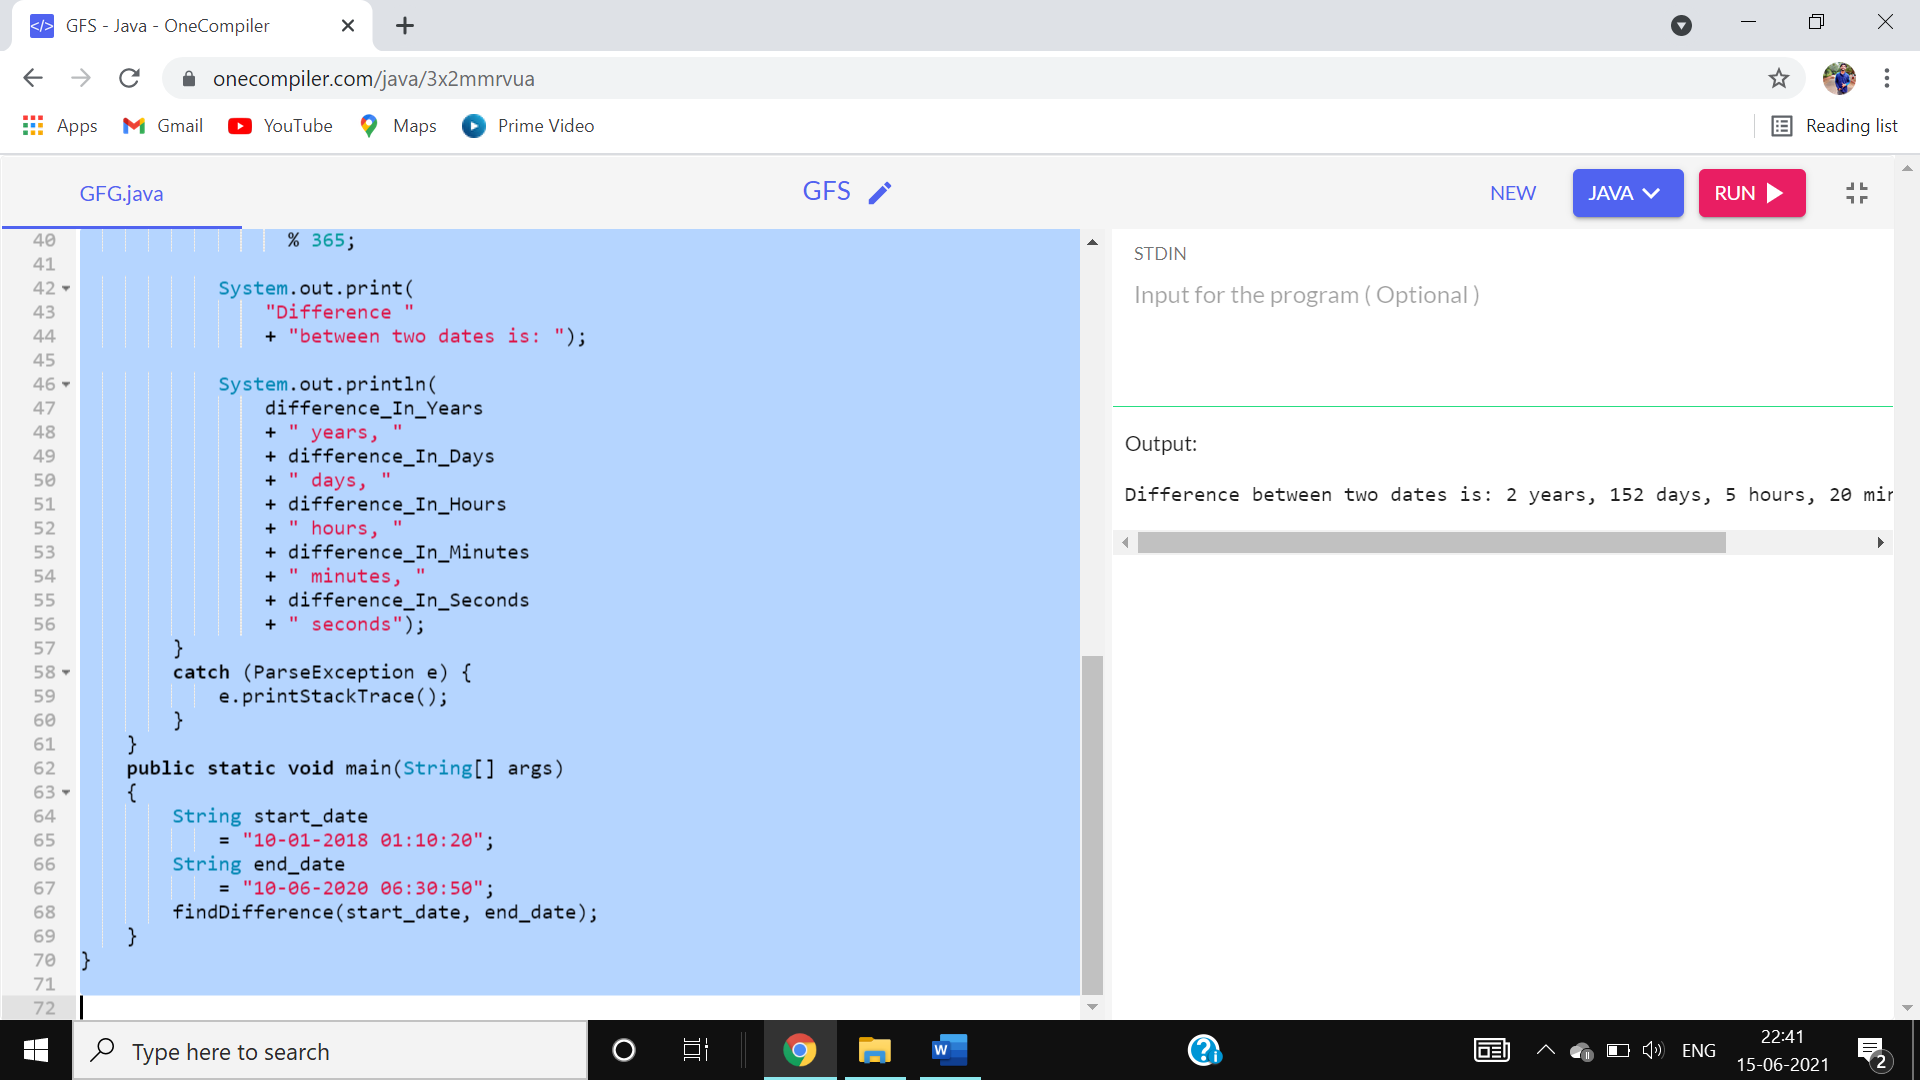 GFS - Java - OneCompiler
onecompiler.com/java/3x2mmrvua
Apps Gmail YouTube Maps Prime Video Reading list
GFG.java GFS NEW JAVA RUN
40 % 365;
41
42 System.out.print(
43 "Difference "
44 + "between two dates is: ");
45
46 System.out.println(
47 difference_In_Years
48 + " years, "
49 + difference_In_Days
50 + " days, "
51 + difference_In_Hours
52 + " hours, "
53 + difference_In_Minutes
54 + " minutes, "
55 + difference_In_Seconds
56 + " seconds");
57 }
58 catch (ParseException e) {
59 e.printStackTrace();
60 }
61 }
62 public static void main(String[] args)
63 {
64 String start_date
65 = "10-01-2018 01:10:20";
66 String end_date
67 = "10-06-2020 06:30:50";
68 findDifference(start_date, end_date);
69 }
70 }
71
72
STDIN
Input for the program ( Optional )
Output:
Difference between two dates is: 2 years, 152 days, 5 hours, 20 min
Type here to search
W
ENG
22:41
15-06-2021
2